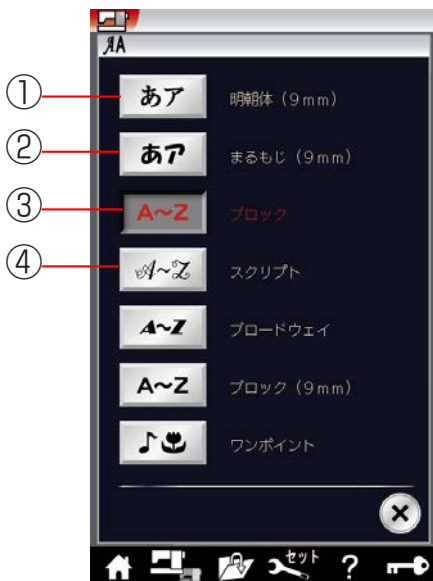 AA
① あア 明朝体（9mm）
② あア まるもじ（9mm）
③ A～Z ブロック
④ A～Z スクリプト
A～Z ブロードウェイ
A～Z ブロック（9mm）
ワンポイント
セット ?